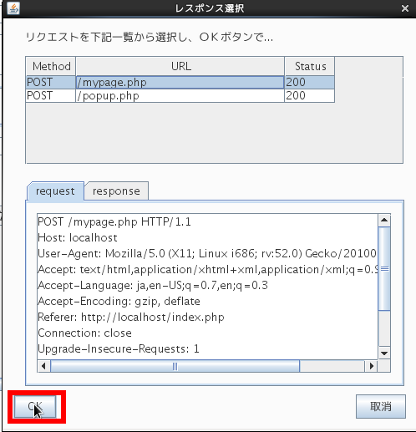 レスポンス選択
リクエストを下記一覧から選択し、ＯＫボタンで...
Method URL Status
POST /mypage.php 200
POST /popup.php 200
request response
POST /mypage.php HTTP/1.1
Host: localhost
User-Agent: Mozilla/5.0 (X11; Linux i686; rv:52.0) Gecko/20100
Accept: text/html,application/xhtml+xml,application/xml;q=0.9
Accept-Language: ja,en-US;q=0.7,en;q=0.3
Accept-Encoding: gzip, deflate
Referer: http://localhost/index.php
Connection: close
Upgrade-Insecure-Requests: 1
OK 取消